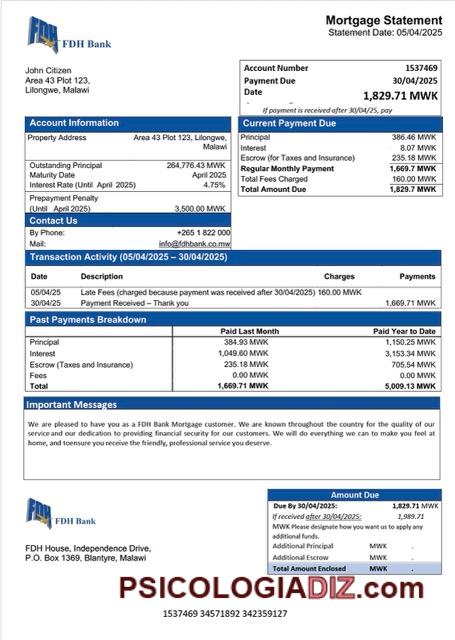 Mortgage Statement
Statement Date: 05/04/2025
FDH Bank
John Citizen
Area 43 Plot 123,
Lilongwe, Malawi
Account Number 1537469
Payment Due 30/04/2025
Date 1,829.71 MWK
If payment is received after 30/04/25, pay
Account Information
Property Address Area 43 Plot 123, Lilongwe,
Malawi
Outstanding Principal 264,776.43 MWK
Maturity Date April 2025
Interest Rate (Until April 2025) 4.75%
Prepayment Penalty
(Until April 2025) 3,500.00 MWK
Contact Us
By Phone: +265 1 822 000
Mail: info@fdhbank.co.mw
Current Payment Due
Principal 386.46 MWK
Interest 8.07 MWK
Escrow (for Taxes and Insurance) 235.18 MWK
Regular Monthly Payment 1,669.7 MWK
Total Fees Charged 160.00 MWK
Total Amount Due 1,829.7 MWK
Transaction Activity (05/04/2025 – 30/04/2025)
Date Description Charges Payments
05/04/25 Late Fees (charged because payment was received after 30/04/2025) 160.00 MWK
30/04/25 Payment Received – Thank you 1,669.71 MWK
Past Payments Breakdown
Paid Last Month Paid Year to Date
Principal 384.93 MWK 1,150.25 MWK
Interest 1,049.60 MWK 3,153.34 MWK
Escrow (Taxes and Insurance) 235.18 MWK 705.54 MWK
Fees 0.00 MWK 0.00 MWK
Total 1,669.71 MWK 5,009.13 MWK
Important Messages
We are pleased to have you as a FDH Bank Mortgage customer. We are known throughout the country for the quality of our
service and our dedication to providing financial security for our customers. We will do everything we can to make you feel at
home, and toensure you receive the friendly, professional service you deserve.
FDH Bank
FDH House, Independence Drive,
P.O. Box 1369, Blantyre, Malawi
Amount Due
Due By 30/04/2025: 1,829.71 MWK
If received after 30/04/2025: 1,989.71
MWK Please designate how you want us to apply any
additional funds.
Additional Principal MWK .
Additional Escrow MWK .
Total Amount Enclosed MWK .
PSICOLOGIADIZ.com
1537469 34571892 342359127